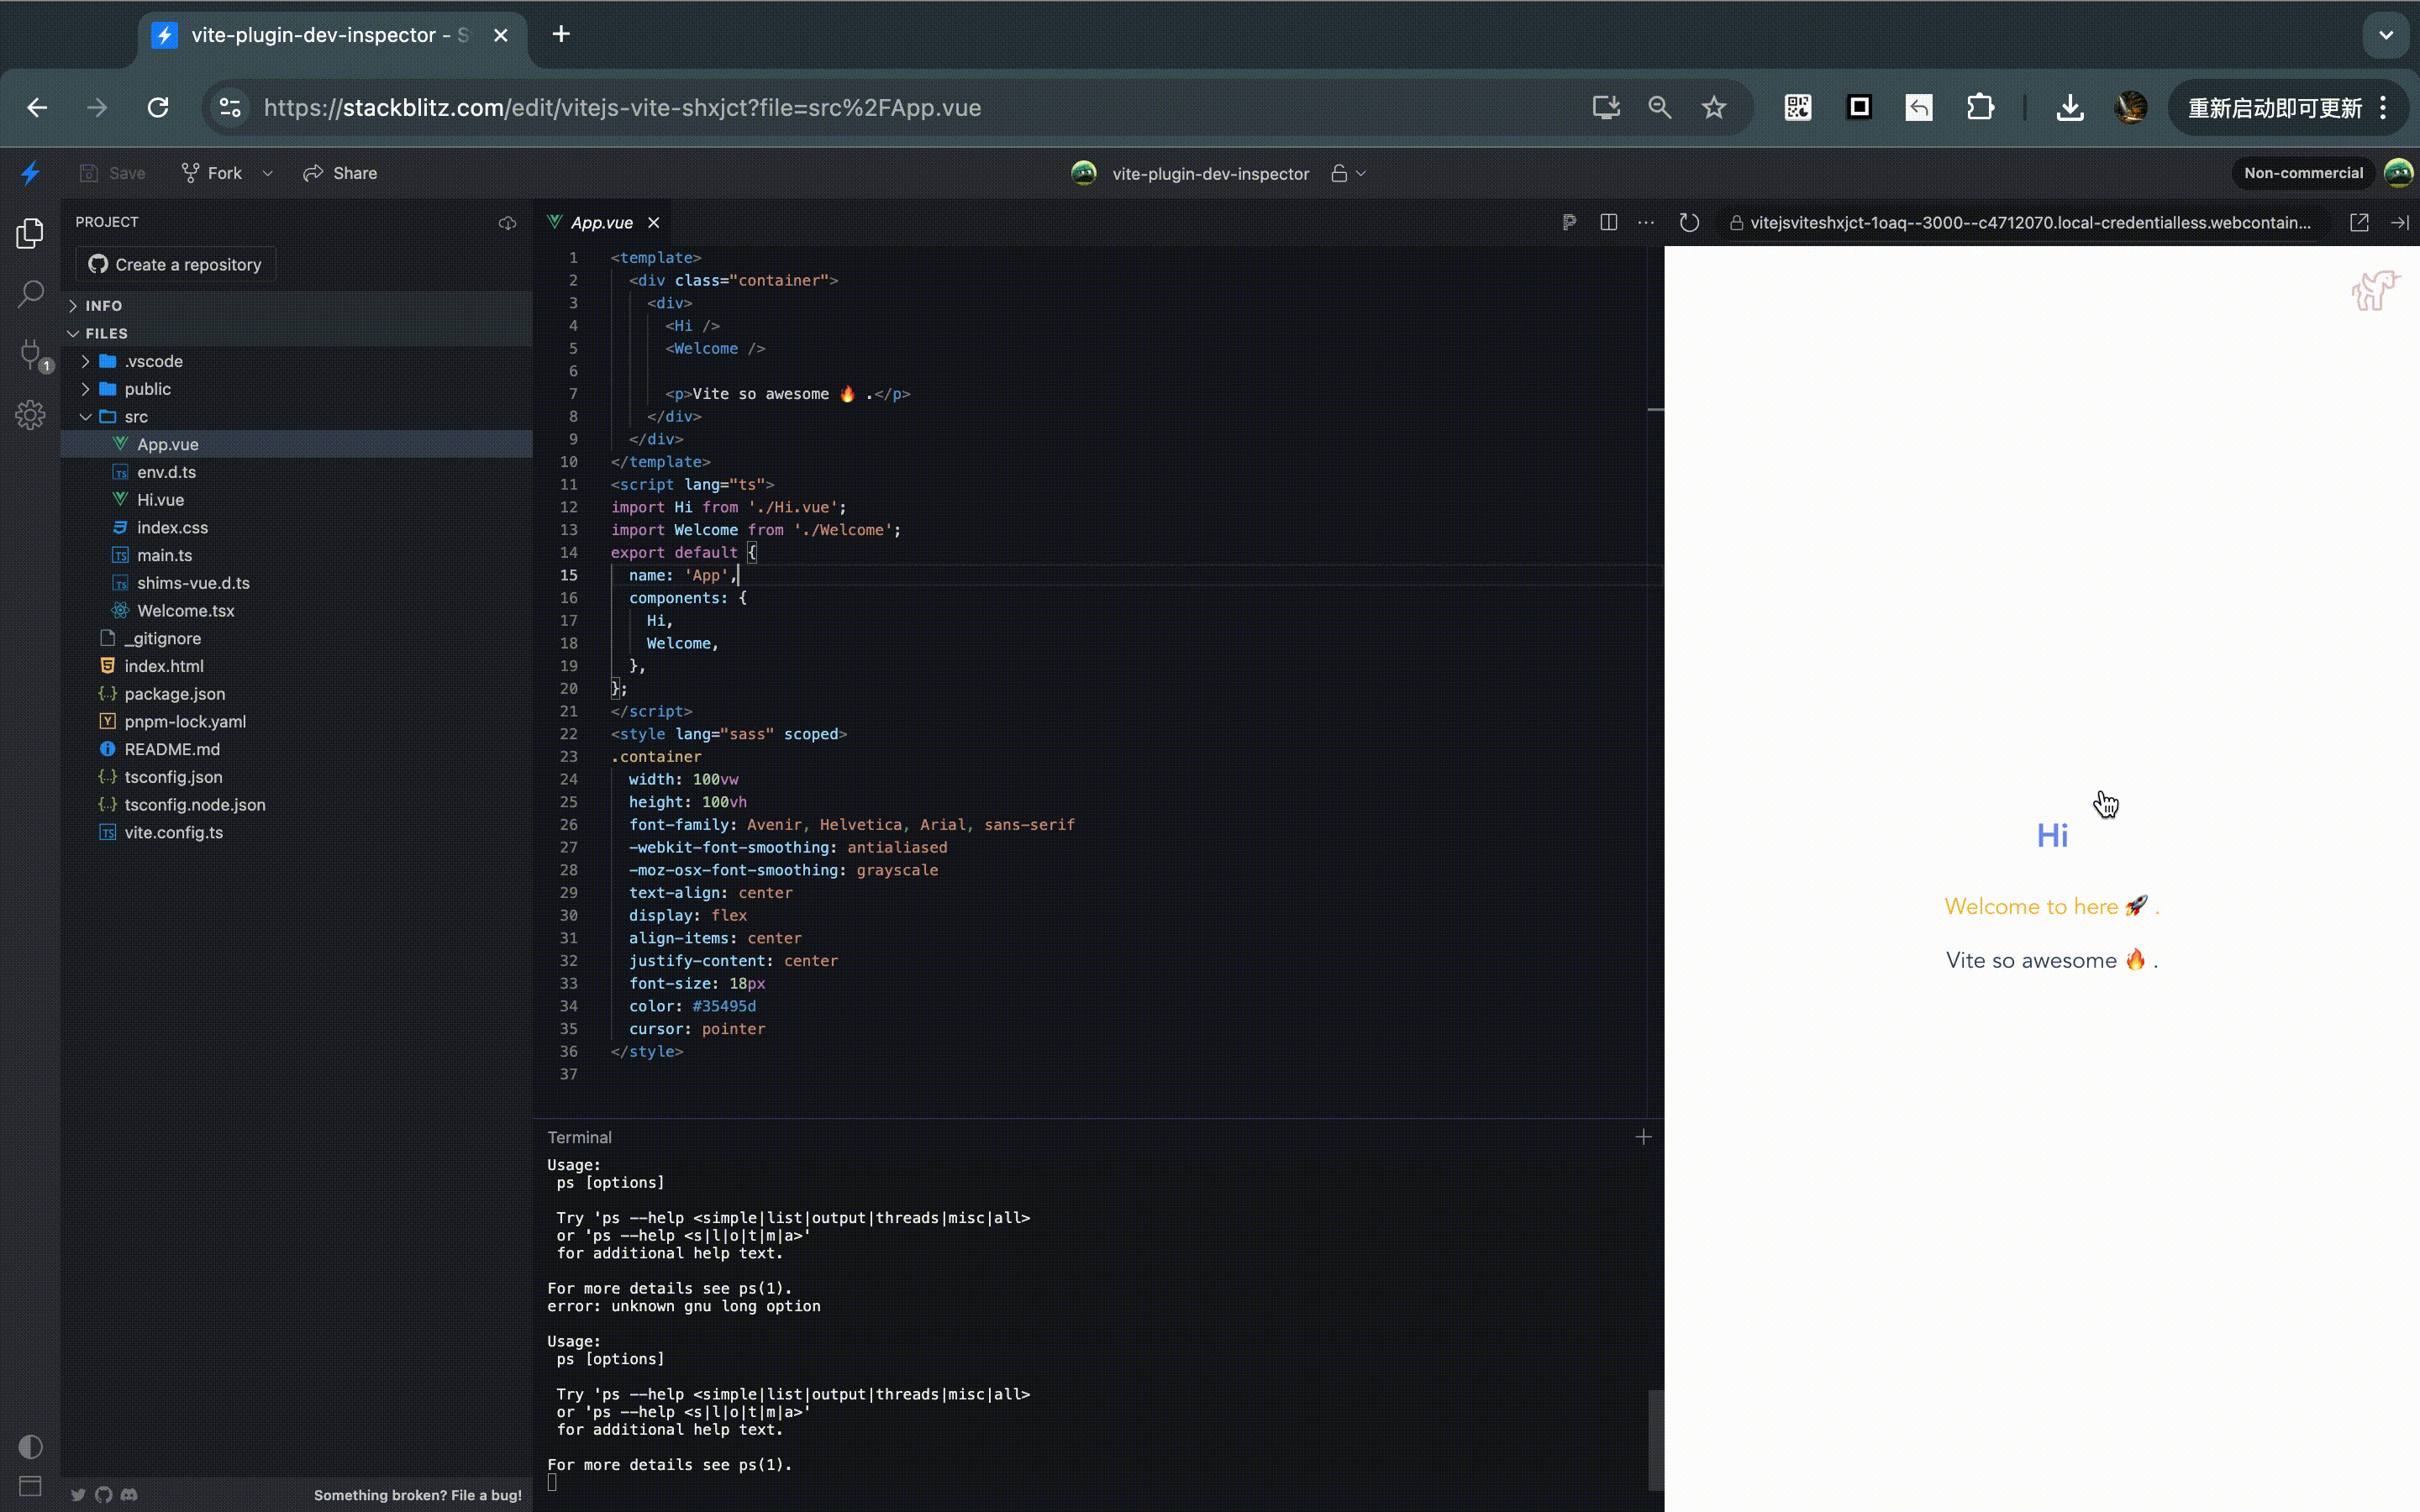 vite-plugin-dev-inspector - S
https://stackblitz.com/edit/vitejs-vite-shxjct?file=src%2FApp.vue
重新启动即可更新
Save
Fork
Share
vite-plugin-dev-inspector
Non-commercial
PROJECT
Create a repository
INFO
FILES
.vscode
public
src
App.vue
env.d.ts
Hi.vue
index.css
main.ts
shims-vue.d.ts
Welcome.tsx
_gitignore
index.html
package.json
pnpm-lock.yaml
README.md
tsconfig.json
tsconfig.node.json
vite.config.ts
1
Something broken? File a bug!
App.vue
1 <template>
2 <div class="container">
3 <div>
4 <Hi />
5 <Welcome />
6
7 <p>Vite so awesome 🔥 .</p>
8 </div>
9 </div>
10 </template>
11 <script lang="ts">
12 import Hi from './Hi.vue';
13 import Welcome from './Welcome';
14 export default {
15 name: 'App',
16 components: {
17 Hi,
18 Welcome,
19 },
20 };
21 </script>
22 <style lang="sass" scoped>
23 .container
24 width: 100vw
25 height: 100vh
26 font-family: Avenir, Helvetica, Arial, sans-serif
27 -webkit-font-smoothing: antialiased
28 -moz-osx-font-smoothing: grayscale
29 text-align: center
30 display: flex
31 align-items: center
32 justify-content: center
33 font-size: 18px
34 color: #35495d
35 cursor: pointer
36 </style>
37
Terminal
Usage:
ps [options]
Try 'ps --help <simple|list|output|threads|misc|all>
or 'ps --help <s|l|o|t|m|a>'
for additional help text.
For more details see ps(1).
error: unknown gnu long option
Usage:
ps [options]
Try 'ps --help <simple|list|output|threads|misc|all>
or 'ps --help <s|l|o|t|m|a>'
for additional help text.
For more details see ps(1).
vitejsviteshxjct-1oaq--3000--c4712070.local-credentialless.webcontain...
Hi
Welcome to here 🚀 .
Vite so awesome 🔥 .